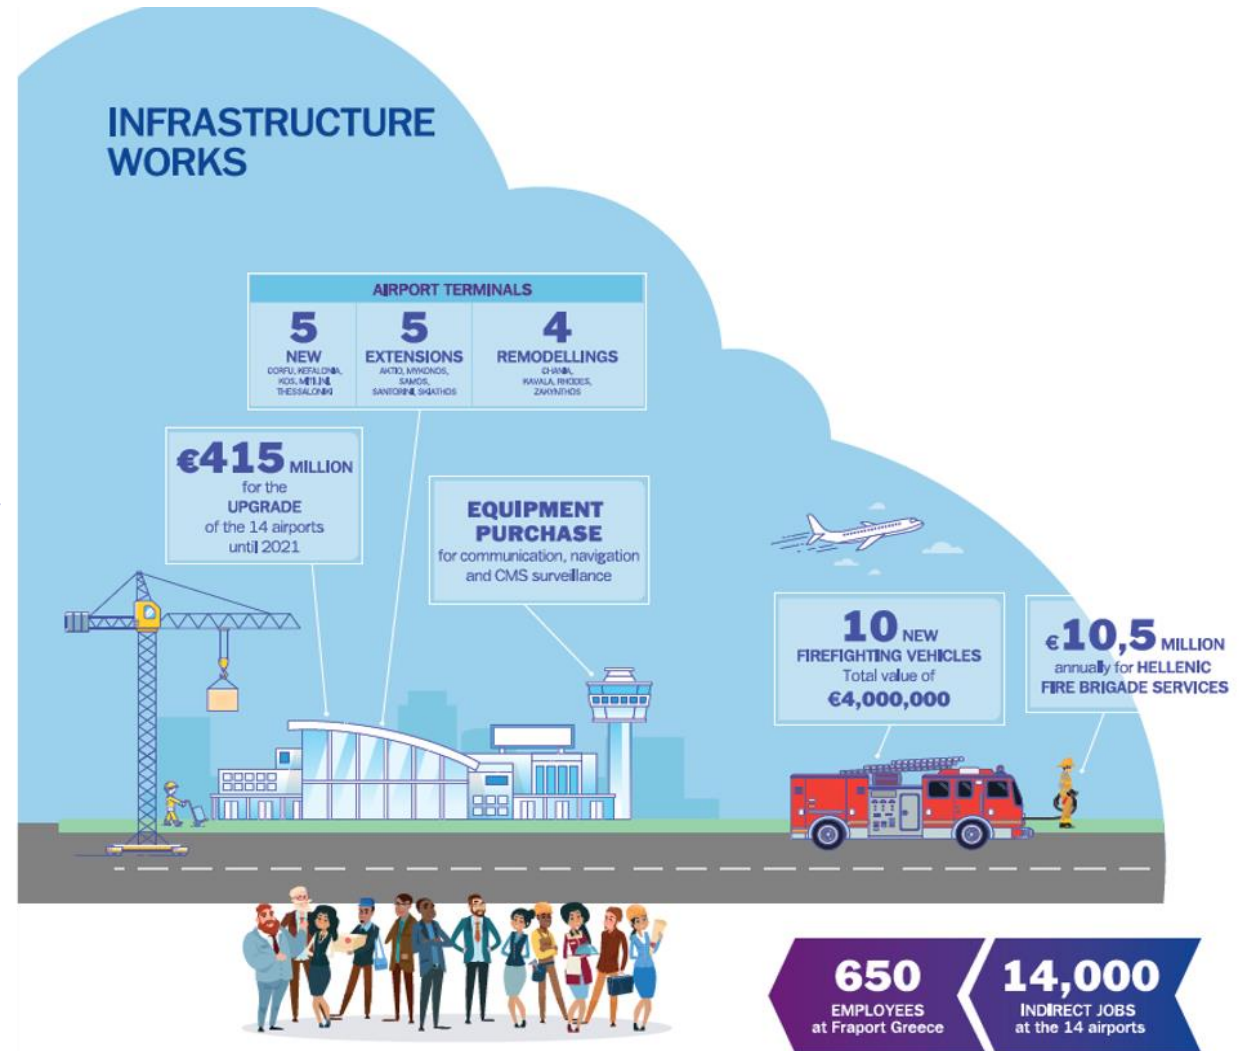 INFRASTRUCTURE
WORKS
AIRPORT TERMINALS
5
NEW
CORFU, KEFALONIA,
KOS, MITILINI,
THESSALONIKI
5
EXTENSIONS
AKTIO, MYKONOS,
SAMOS,
SANTORINI, SKIATHOS
4
REMODELLINGS
CHANIA,
KAVALA, RHODES,
ZAKYNTHOS
€415 MILLION
for the
UPGRADE
of the 14 airports
until 2021
EQUIPMENT
PURCHASE
for communication, navigation
and CMS surveillance
10 NEW
FIREFIGHTING VEHICLES
Total value of
€4,000,000
€10,5 MILLION
annually for HELLENIC
FIRE BRIGADE SERVICES
650
EMPLOYEES
at Fraport Greece
14,000
INDIRECT JOBS
at the 14 airports